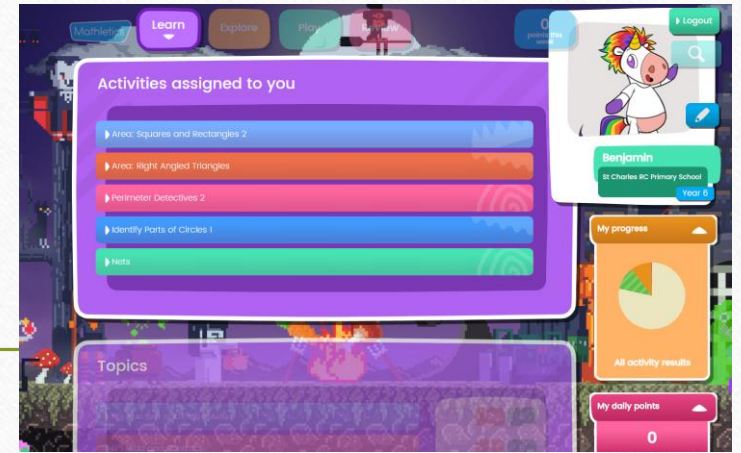 Mathletics
Learn
Explore
Play
Review
0
points this
week
Logout
Activities assigned to you
Area: Squares and Rectangles 2
Area: Right Angled Triangles
Perimeter Detectives 2
Identify Parts of Circles 1
Nets
Benjamin
St Charles RC Primary School
Year 6
My progress
All activity results
Topics
My daily points
0